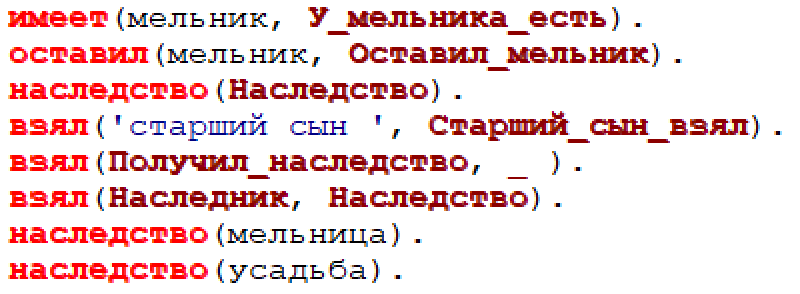 имеет(мельник, У_мельника_есть).
оставил(мельник, Оставил_мельник).
наследство(Наследство).
взял('старший сын ', Старший_сын_взял).
взял(Получил_наследство, _ ).
взял(Наследник, Наследство).
наследство(мельница).
наследство(усадьба).